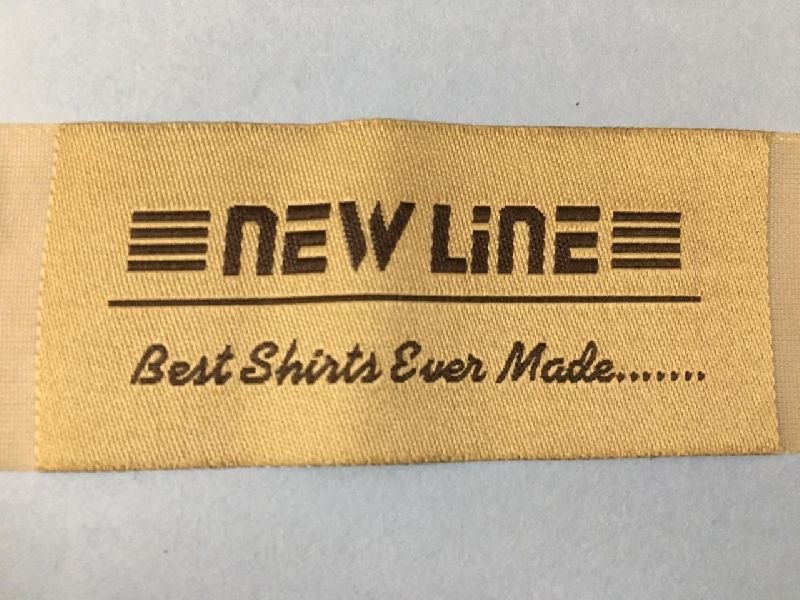 NEW LINE
Best Shirts Ever Made.......